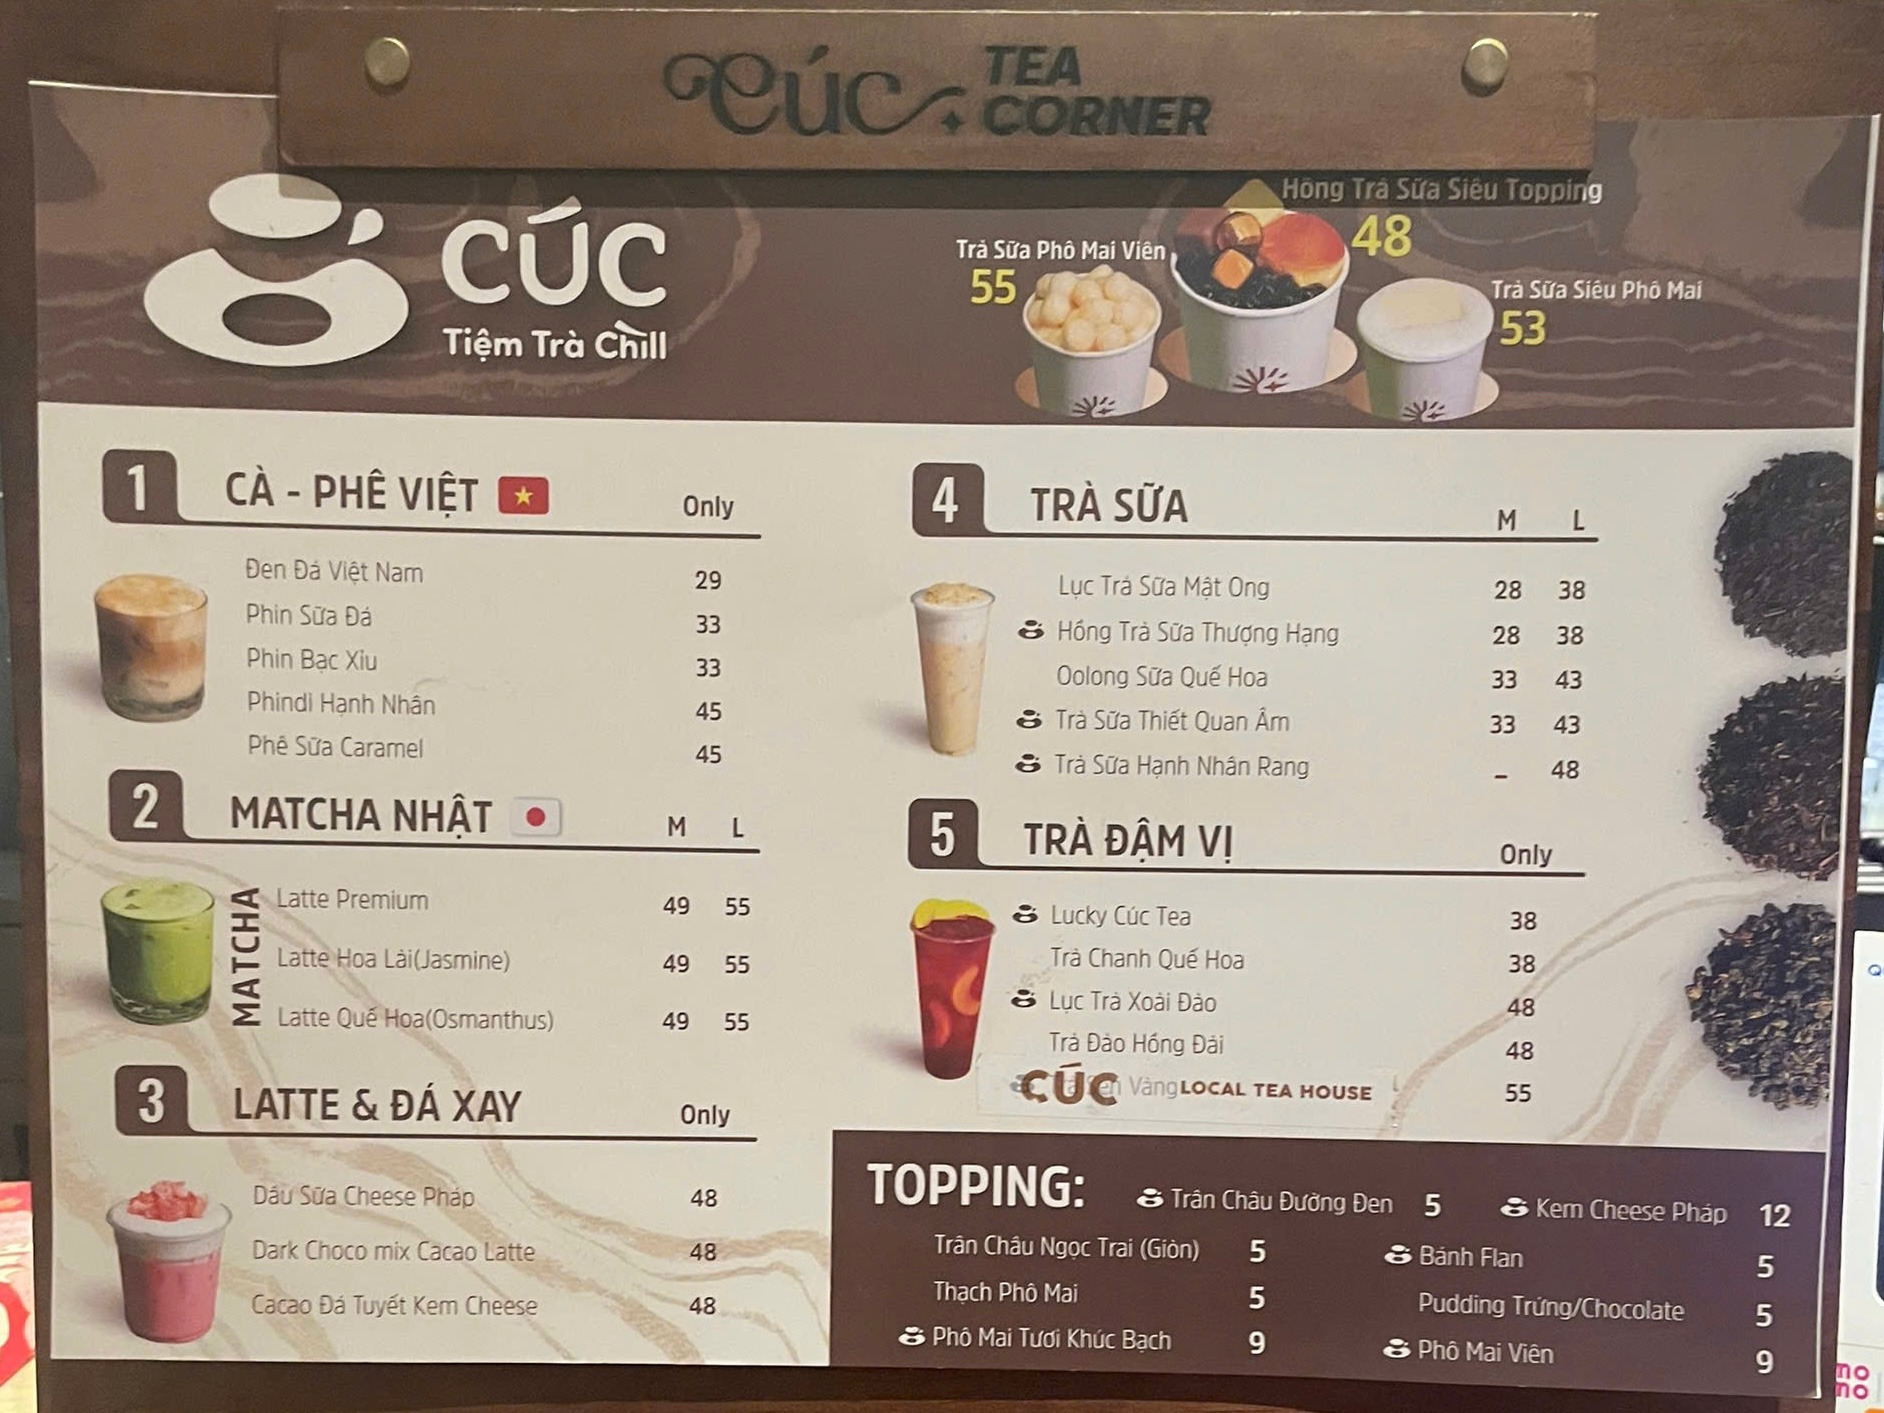 Cúc TEA CORNER
CÚC
Tiệm Trà Chill
Trà Sữa Phô Mai Viên
55
Hồng Trà Sữa Siêu Topping
48
Trà Sữa Siêu Phô Mai
53
1 CÀ - PHÊ VIỆT Only
Đen Đá Việt Nam 29
Phin Sữa Đá 33
Phin Bạc Xỉu 33
Phindi Hạnh Nhân 45
Phê Sữa Caramel 45
2 MATCHA NHẬT M L
MATCHA
Latte Premium 49 55
Latte Hoa Lài(Jasmine) 49 55
Latte Quế Hoa(Osmanthus) 49 55
3 LATTE & ĐÁ XAY Only
Dâu Sữa Cheese Pháp 48
Dark Choco mix Cacao Latte 48
Cacao Đá Tuyết Kem Cheese 48
4 TRÀ SỮA M L
Lục Trà Sữa Mật Ong 28 38
Hồng Trà Sữa Thượng Hạng 28 38
Oolong Sữa Quế Hoa 33 43
Trà Sữa Thiết Quan Âm 33 43
Trà Sữa Hạnh Nhân Rang - 48
5 TRÀ ĐẬM VỊ Only
Lucky Cúc Tea 38
Trà Chanh Quế Hoa 38
Lục Trà Xoài Đào 48
Trà Đào Hồng Đài 48
CÚC Vàng LOCAL TEA HOUSE 55
TOPPING: Trân Châu Đường Đen 5 Kem Cheese Pháp 12
Trân Châu Ngọc Trai (Giòn) 5 Bánh Flan 5
Thạch Phô Mai 5 Pudding Trứng/Chocolate 5
Phô Mai Tươi Khúc Bạch 9 Phô Mai Viên 9